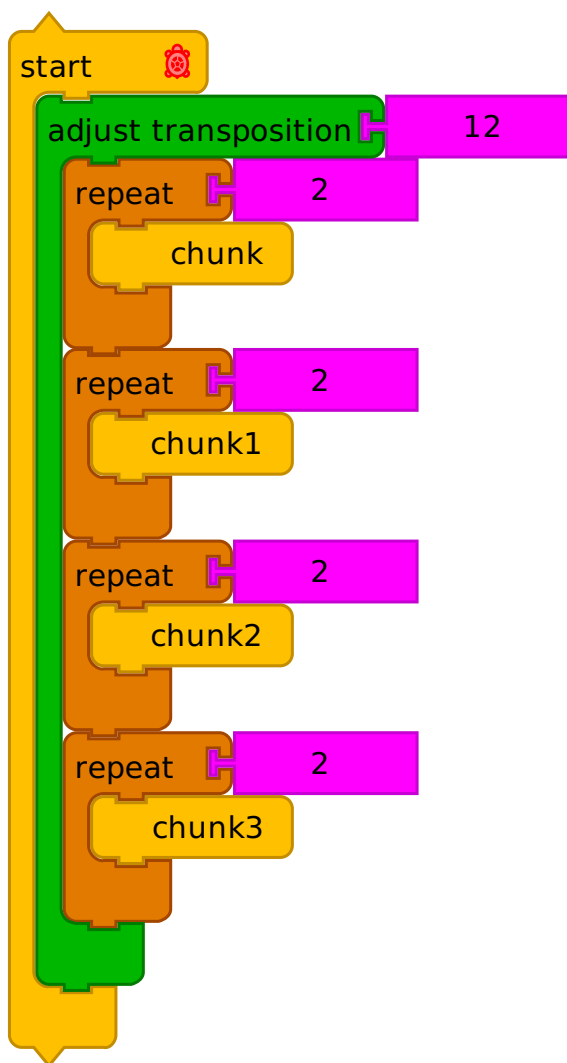 start
adjust transposition 12
repeat 2
chunk
repeat 2
chunk1
repeat 2
chunk2
repeat 2
chunk3